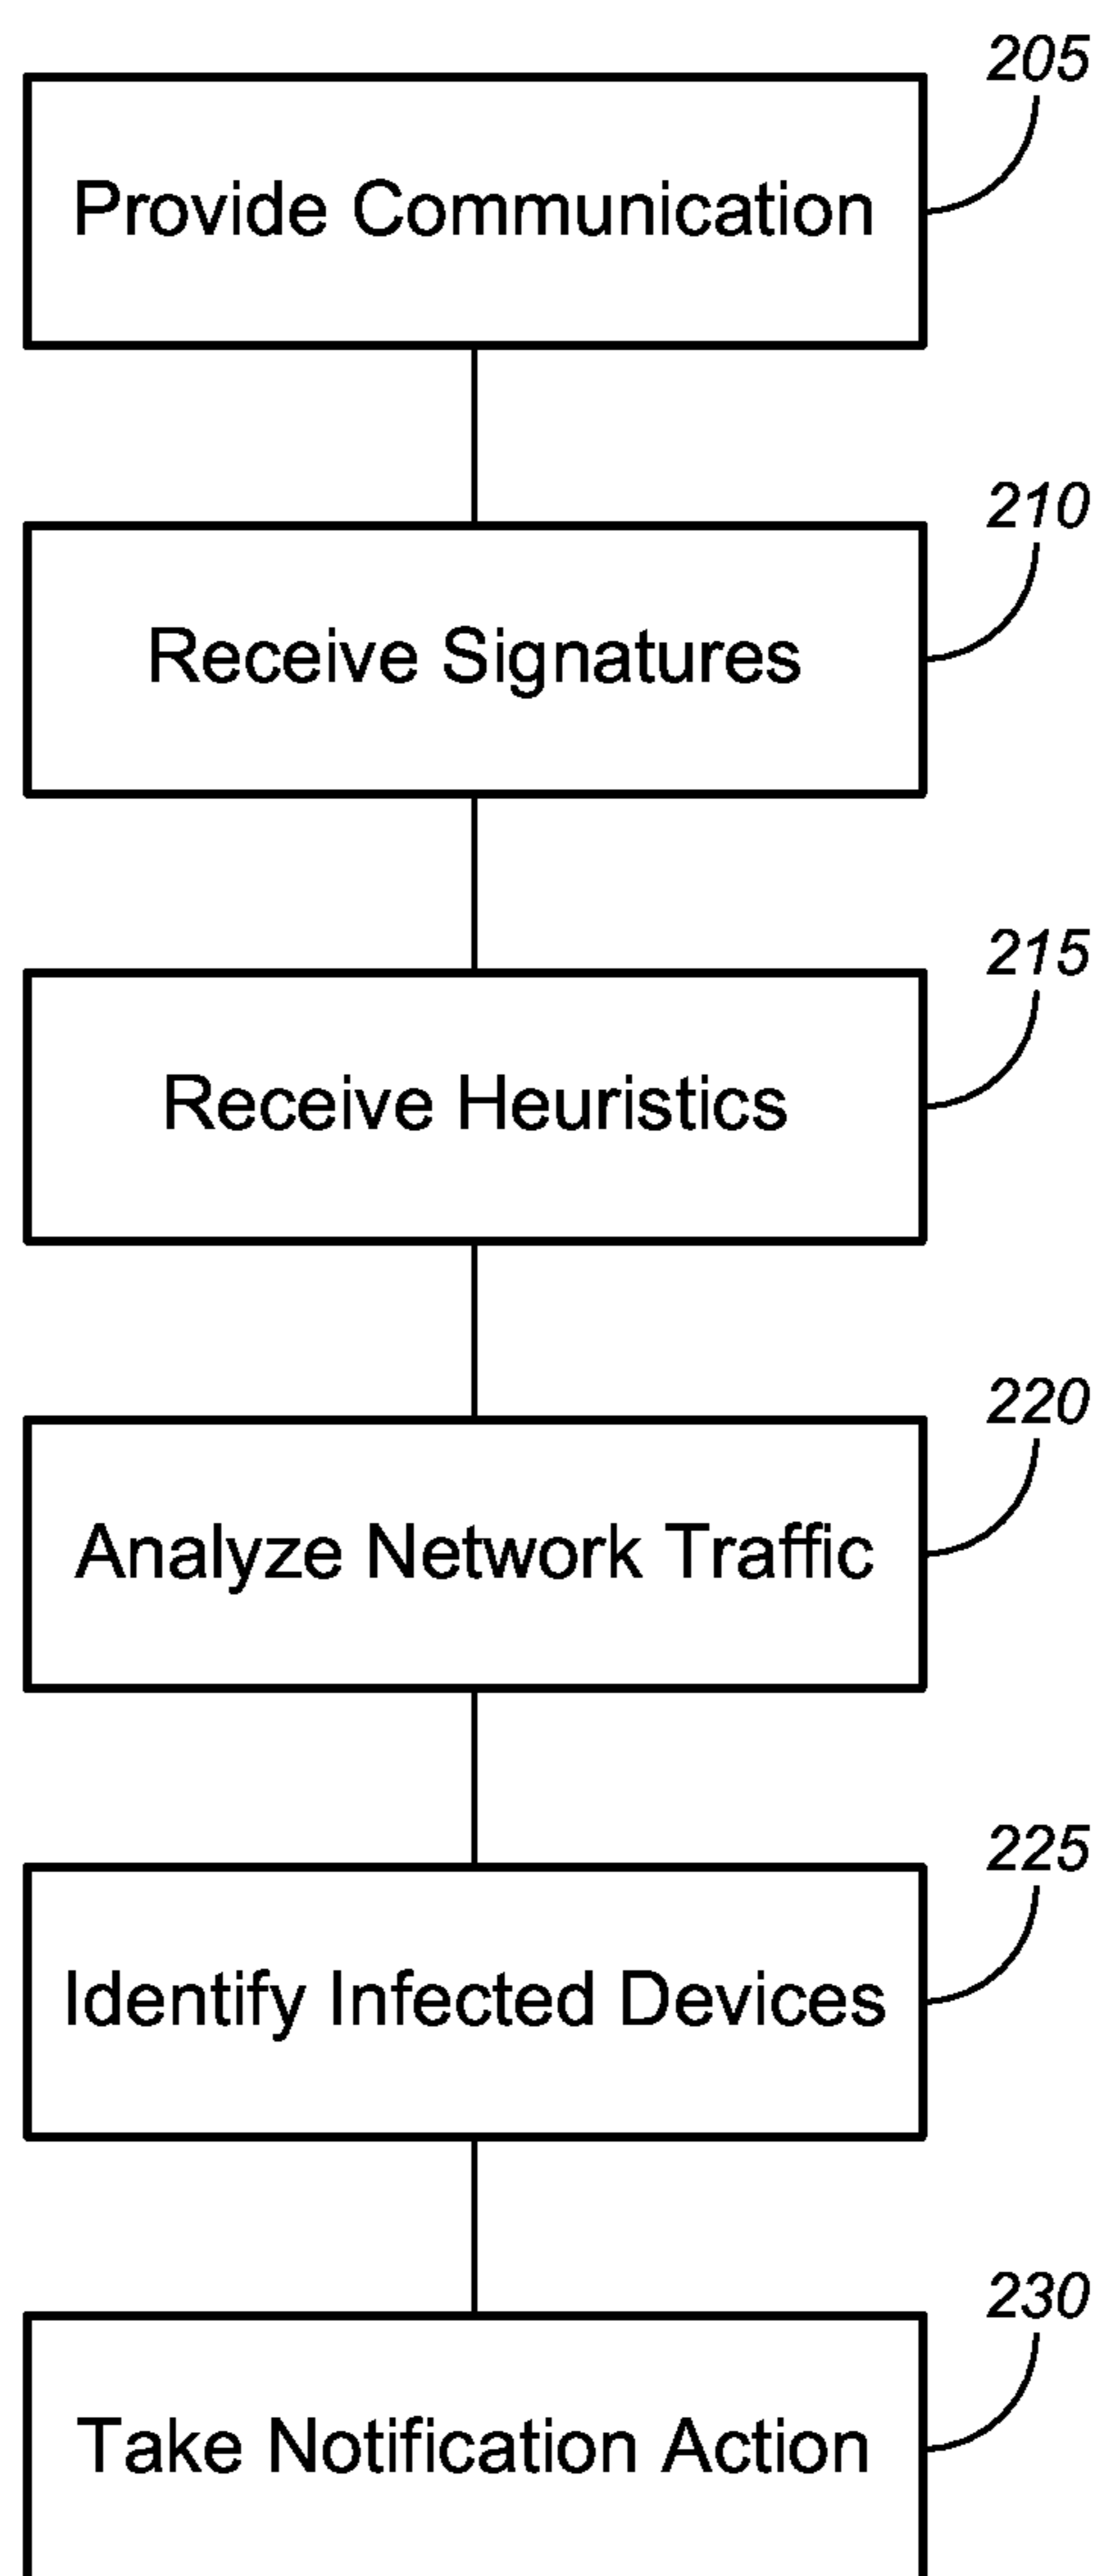 205
Provide Communication
210
Receive Signatures
215
Receive Heuristics
220
Analyze Network Traffic
225
Identify Infected Devices
230
Take Notification Action